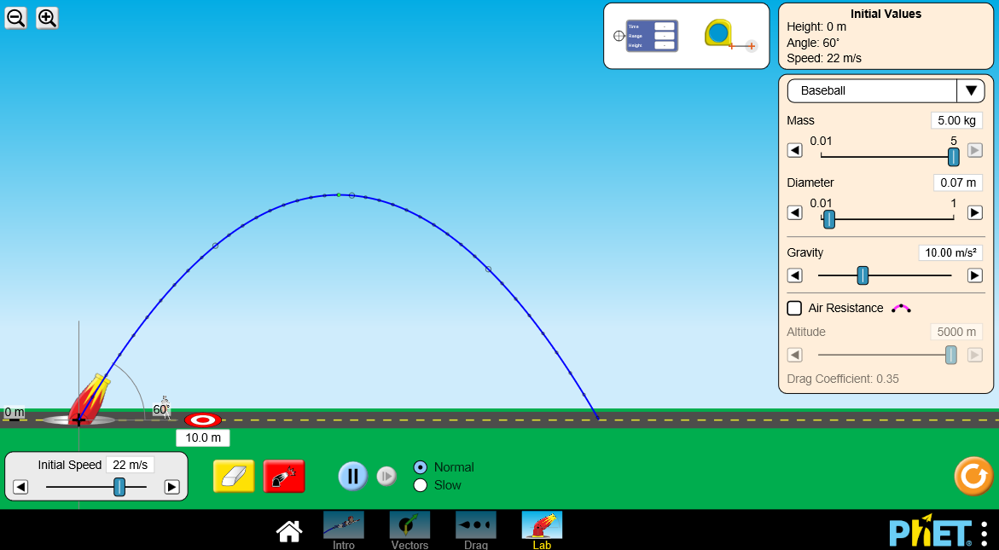 Time -
Range -
Height -
Initial Values
Height: 0 m
Angle: 60°
Speed: 22 m/s
Baseball
Mass 5.00 kg
0.01 5
Diameter 0.07 m
0.01 1
Gravity 10.00 m/s²
Air Resistance
Altitude 5000 m
Drag Coefficient: 0.35
0 m
60°
10.0 m
Initial Speed 22 m/s
Normal
Slow
Intro
Vectors
Drag
Lab
PhET